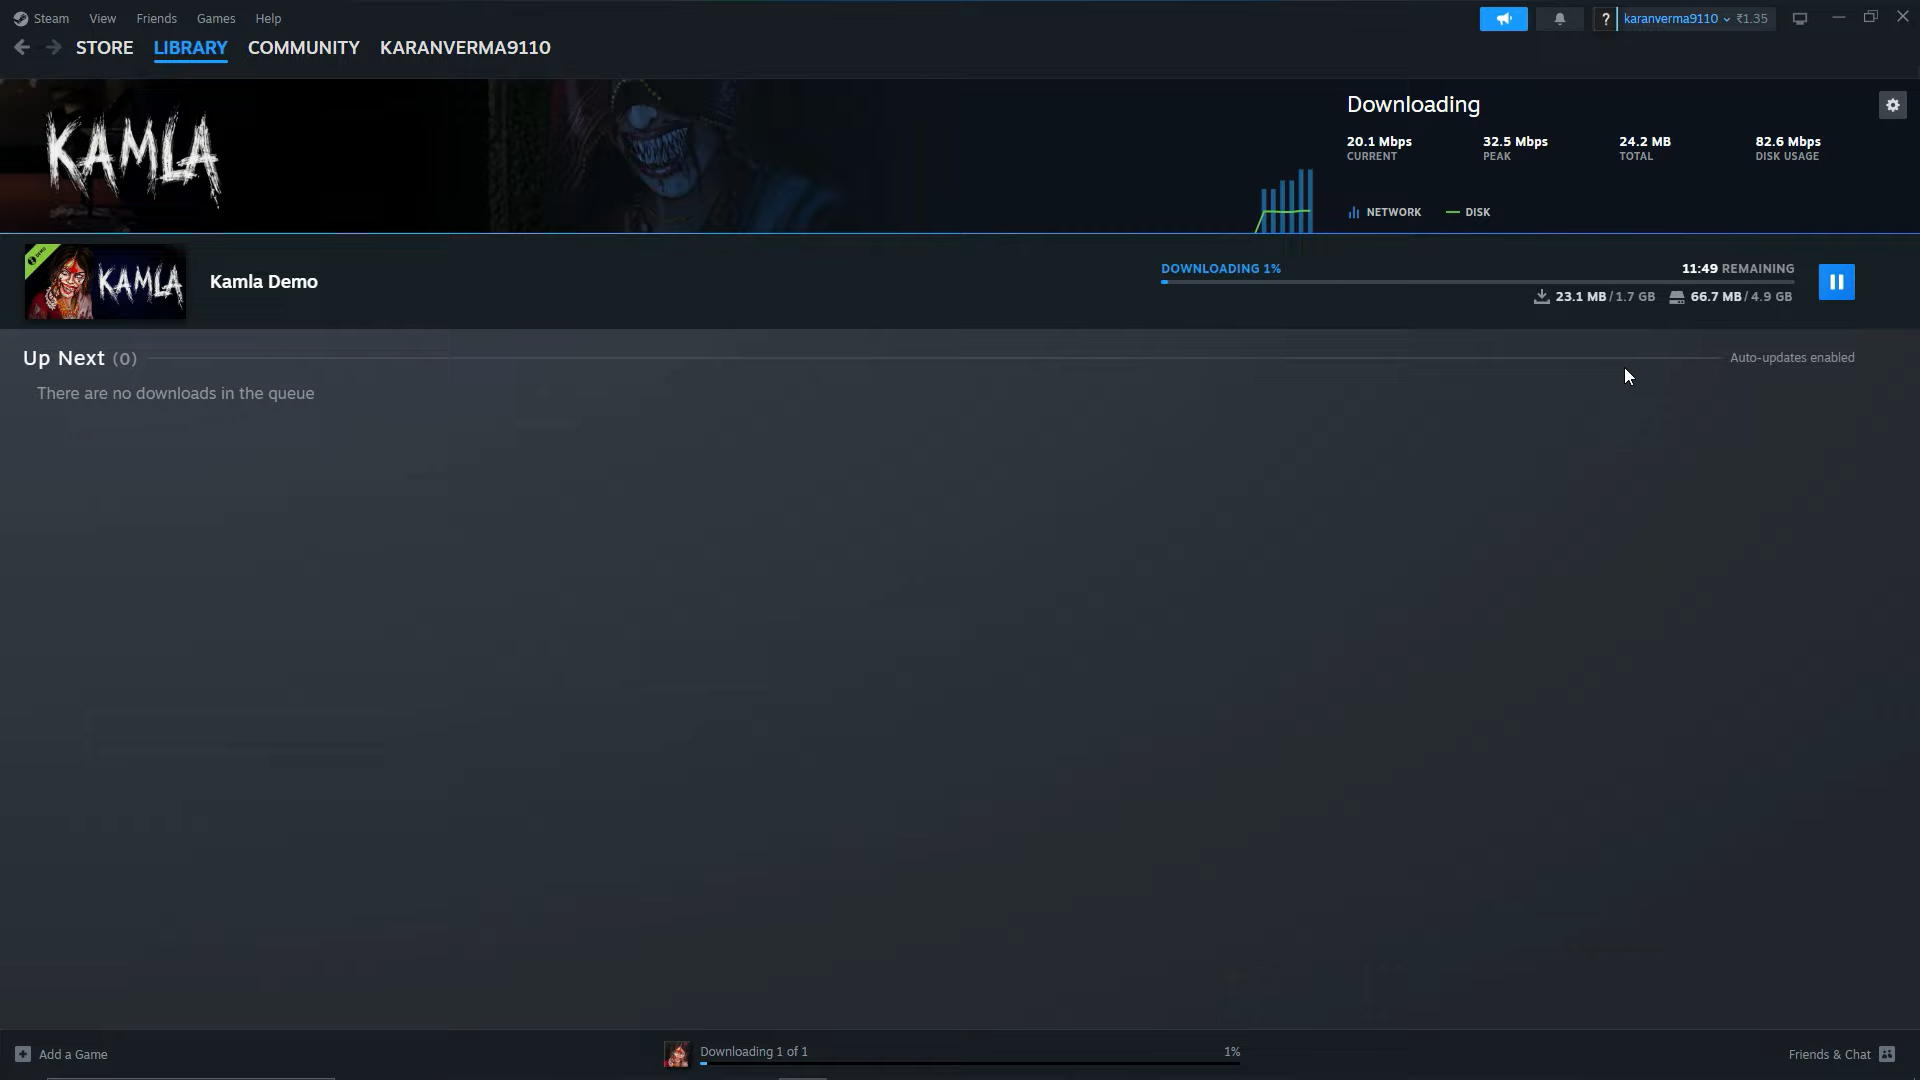 Steam View Friends Games Help
? karanverma9110 ₹1.35
STORE LIBRARY COMMUNITY KARANVERMA9110
KAMLA
Downloading
20.1 Mbps 32.5 Mbps 24.2 MB 82.6 Mbps
CURRENT PEAK TOTAL DISK USAGE
NETWORK DISK
DEMO
KAMLA
Kamla Demo
DOWNLOADING 1% 11:49 REMAINING
23.1 MB / 1.7 GB 66.7 MB / 4.9 GB
Up Next (0) Auto-updates enabled
There are no downloads in the queue
Add a Game
Downloading 1 of 1 1%
Friends & Chat